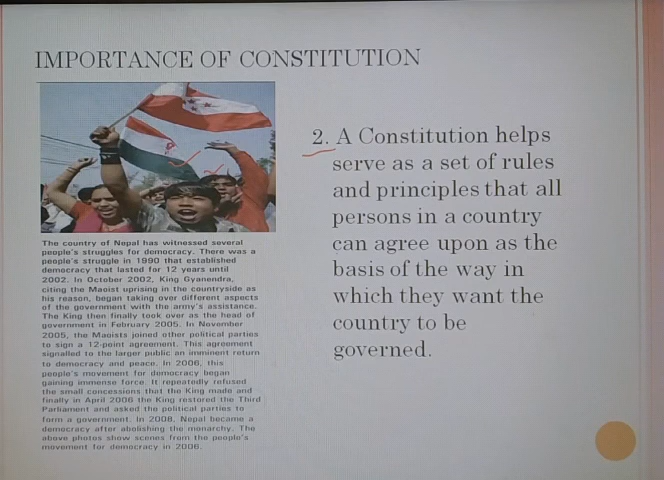 IMPORTANCE OF CONSTITUTION
The country of Nepal has witnessed several
people's struggles for democracy. There was a
people's struggle in 1990 that established
democracy that lasted for 12 years until
2002. In October 2002, King Gyanendra,
citing the Maoist uprising in the countryside as
his reason, began taking over different aspects
of the government with the army's assistance.
The King then finally took over as the head of
government in February 2005. In November
2005, the Maoists joined other political parties
to sign a 12-point agreement. This agreement
signalled to the larger public an imminent return
to democracy and peace. In 2006, this
people's movement for democracy began
gaining immense force. It repeatedly refused
the small concessions that the King made and
finally in April 2006 the King restored the Third
Parliament and asked the political parties to
form a government. In 2008, Nepal became a
democracy after abolishing the monarchy. The
above photos show scenes from the people's
movement for democracy in 2006.
2. A Constitution helps
serve as a set of rules
and principles that all
persons in a country
can agree upon as the
basis of the way in
which they want the
country to be
governed.